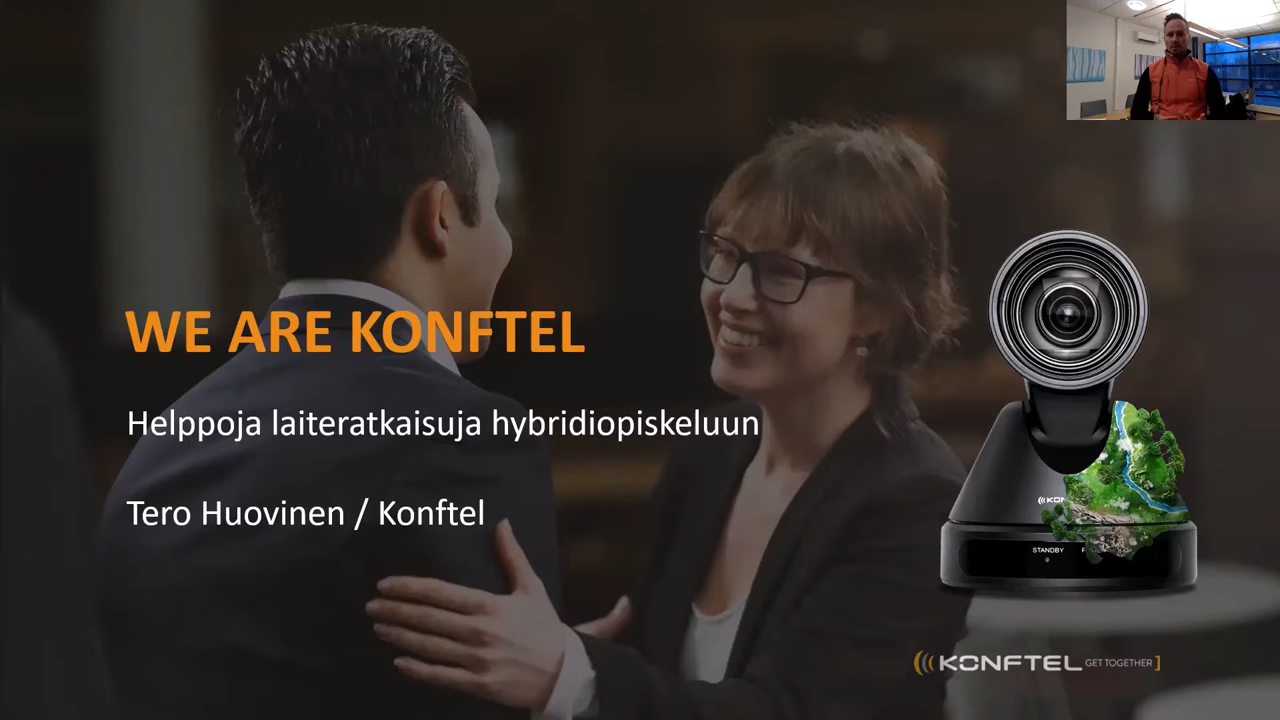 WE ARE KONFTEL
Helppoja laiteratkaisuja hybridiopiskeluun
Tero Huovinen / Konftel
STANDBY
KONFTEL GET TOGETHER